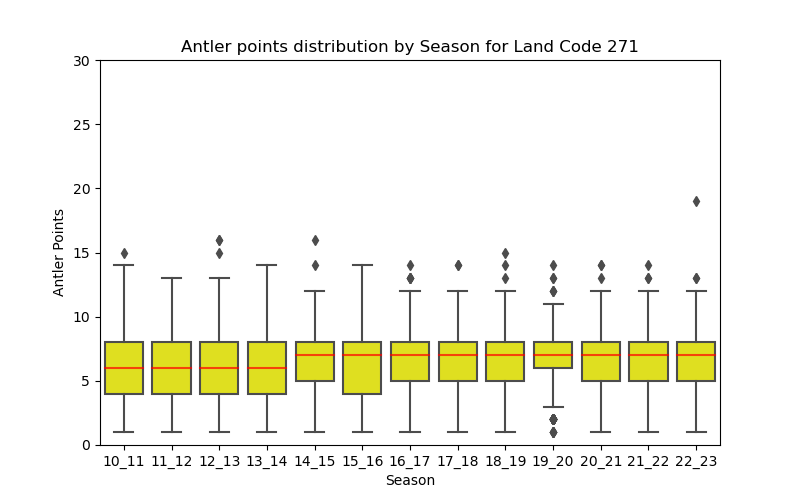 Antler points distribution by Season for Land Code 271
30
25
20
15
10
5
0
Antler Points
10_11 11_12 12_13 13_14 14_15 15_16 16_17 17_18 18_19 19_20 20_21 21_22 22_23
Season